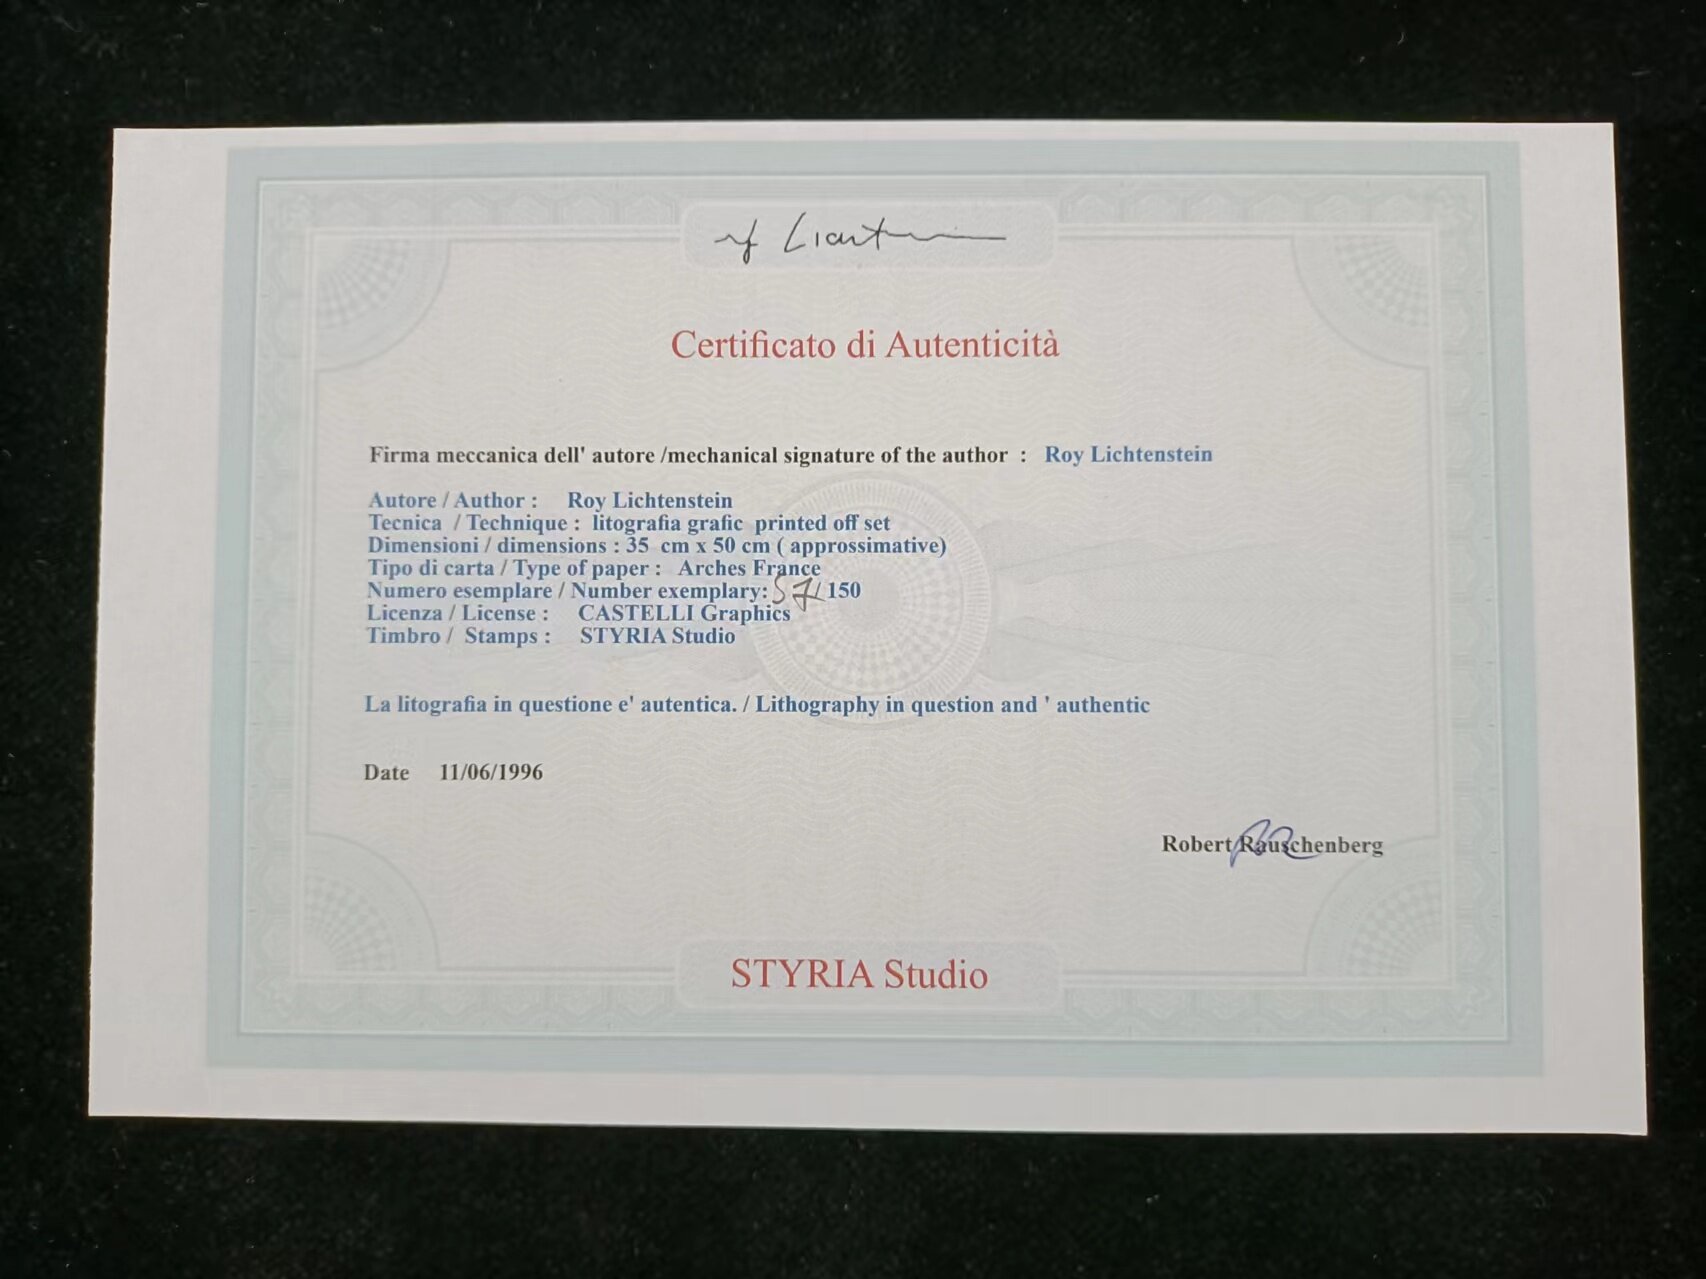 rf Lichtenstein
Certificato di Autenticità
Firma meccanica dell' autore /mechanical signature of the author : Roy Lichtenstein
Autore / Author : Roy Lichtenstein
Tecnica / Technique : litografia grafic printed off set
Dimensioni / dimensions : 35 cm x 50 cm ( approssimative)
Tipo di carta / Type of paper : Arches France
Numero esemplare / Number exemplary: 57/150
Licenza / License : CASTELLI Graphics
Timbro / Stamps : STYRIA Studio
La litografia in questione e' autentica. / Lithography in question and ' authentic
Date 11/06/1996
Robert Rauschenberg
STYRIA Studio